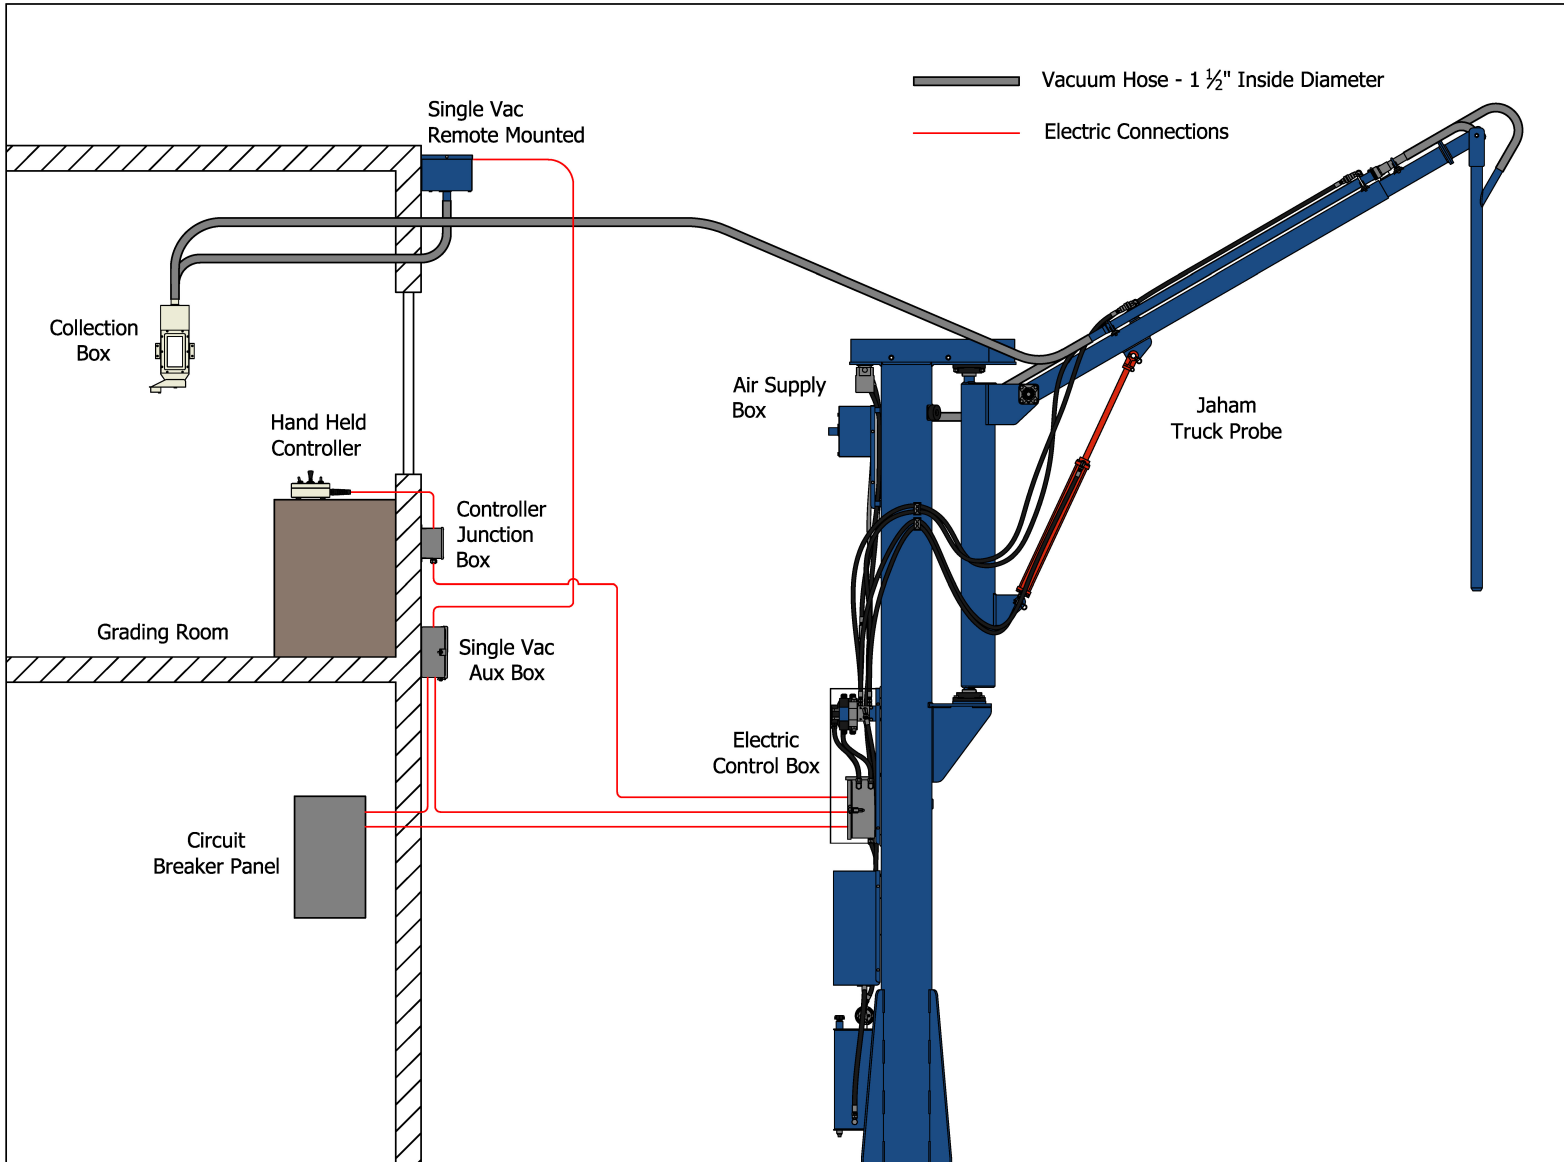 Vacuum Hose - 1 ½" Inside Diameter
Electric Connections
Single Vac
Remote Mounted
Collection
Box
Air Supply
Box
Jaham
Truck Probe
Hand Held
Controller
Controller
Junction
Box
Grading Room
Single Vac
Aux Box
Electric
Control Box
Circuit
Breaker Panel